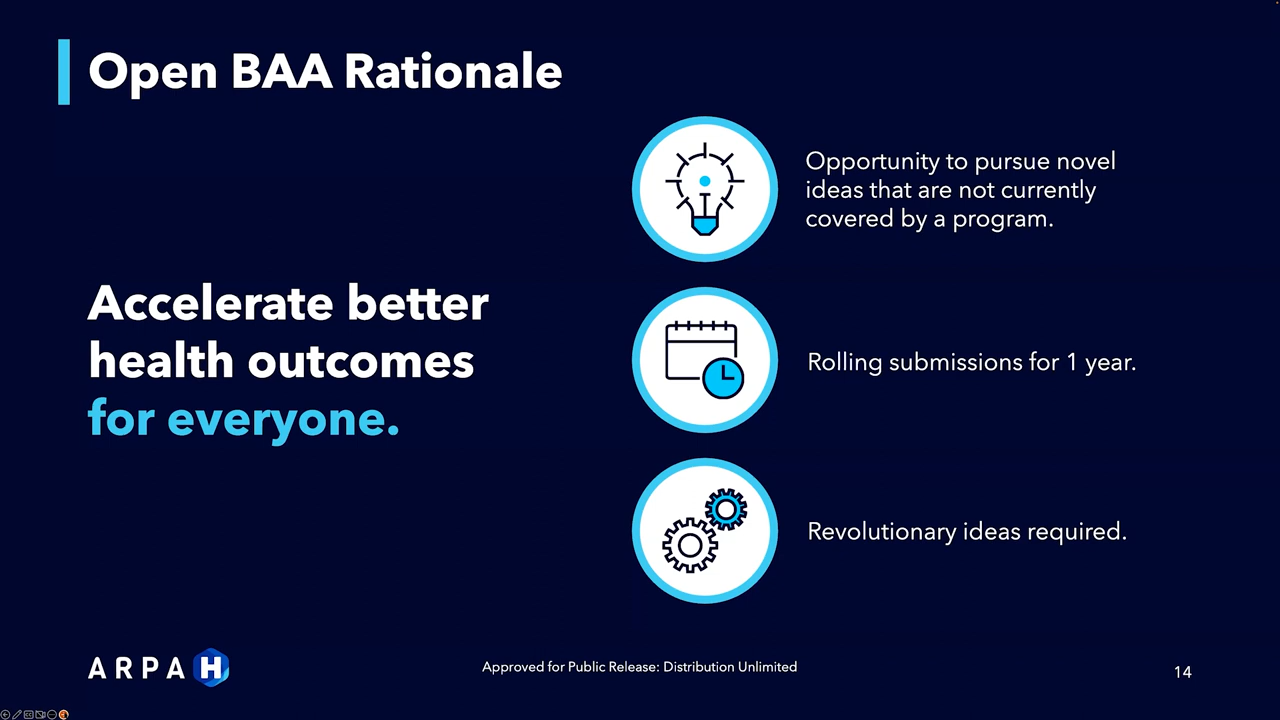 Open BAA Rationale
Accelerate better
health outcomes
for everyone.
Opportunity to pursue novel
ideas that are not currently
covered by a program.
Rolling submissions for 1 year.
Revolutionary ideas required.
ARPA H
Approved for Public Release: Distribution Unlimited
14